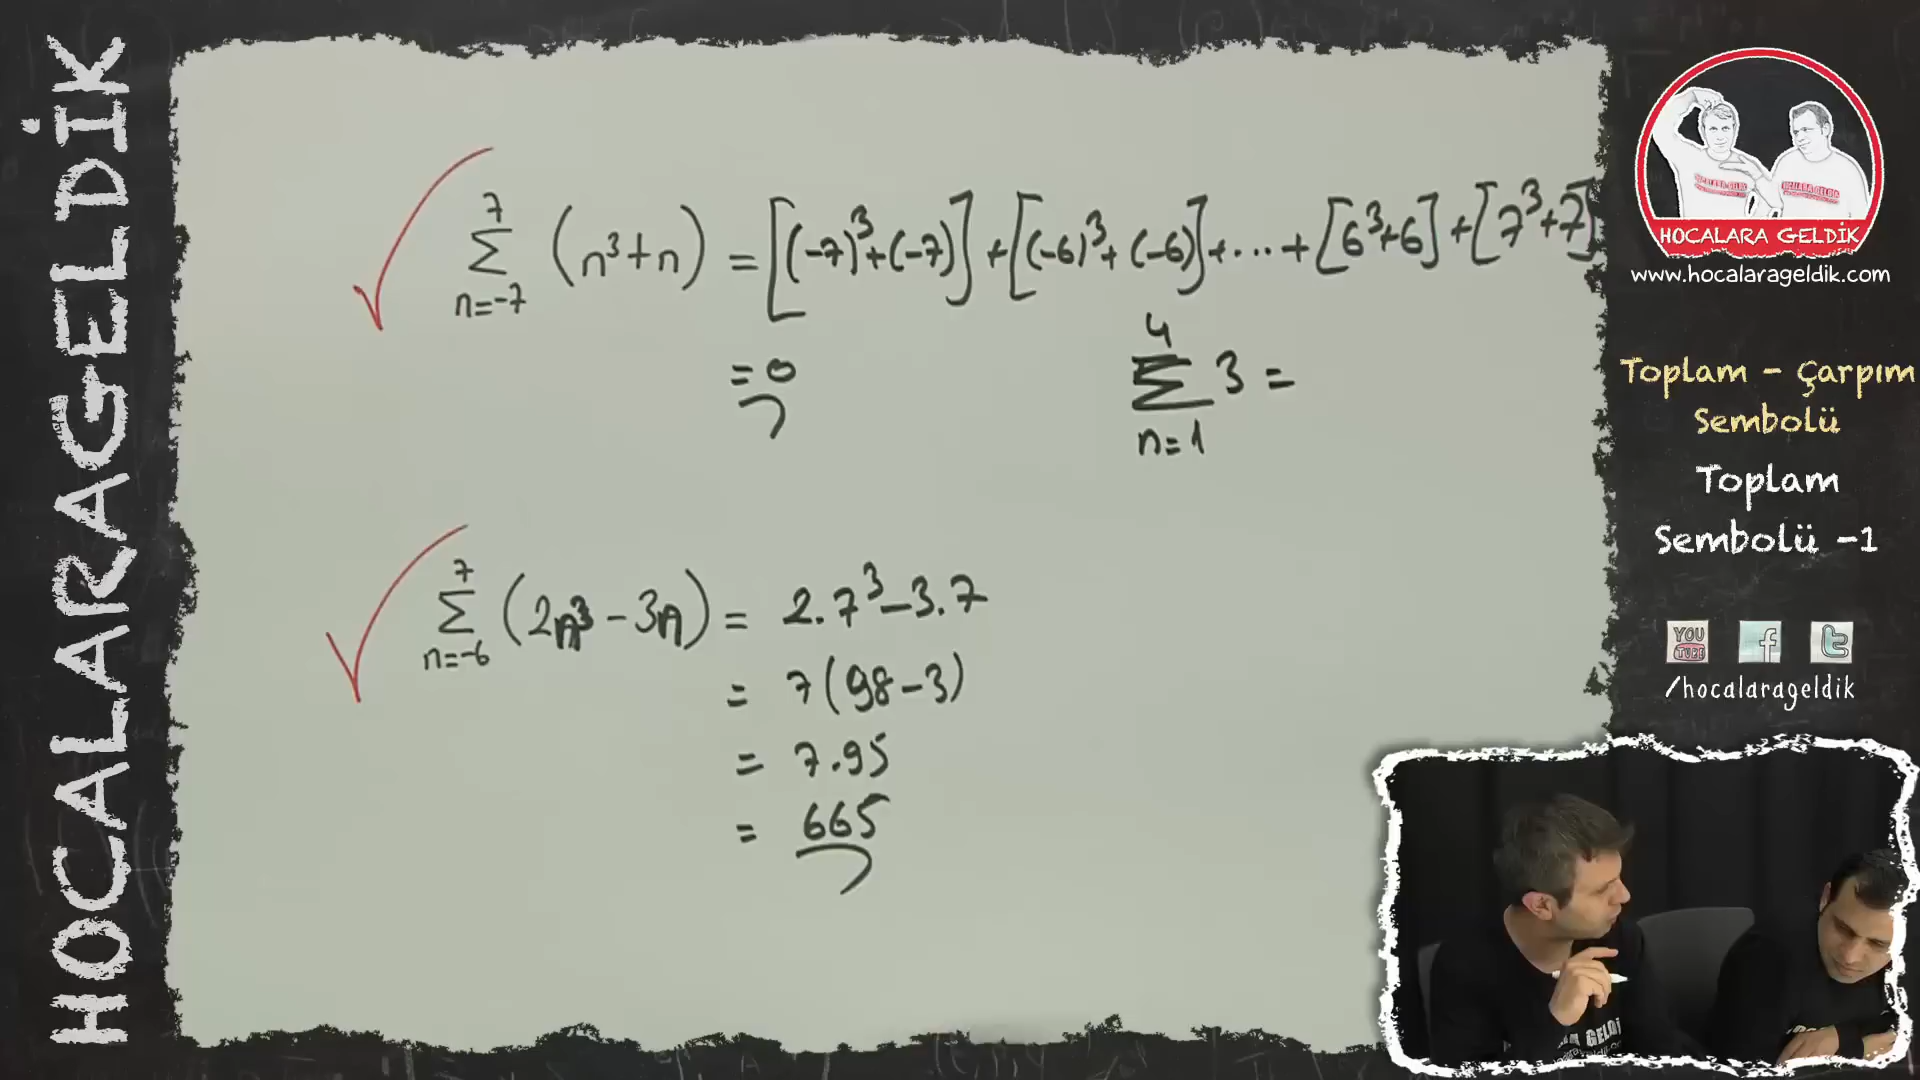 HOCALARAGELDİK
7
Σ (n³+n) = [(-7)³+(-7)]+[(-6)³+(-6)]+...+[6³+6]+[7³+7]
n=-7
= 0
4
Σ 3 =
n=1
7
Σ (2n³-3n) = 2.7³-3.7
n=-6
= 7(98-3)
= 7.95
= 665
HOCALARA GELDİK
www.hocalarageldik.com
Toplam - Çarpım
Sembolü
Toplam
Sembolü -1
YOU
TUBE
f
t
/hocalarageldik